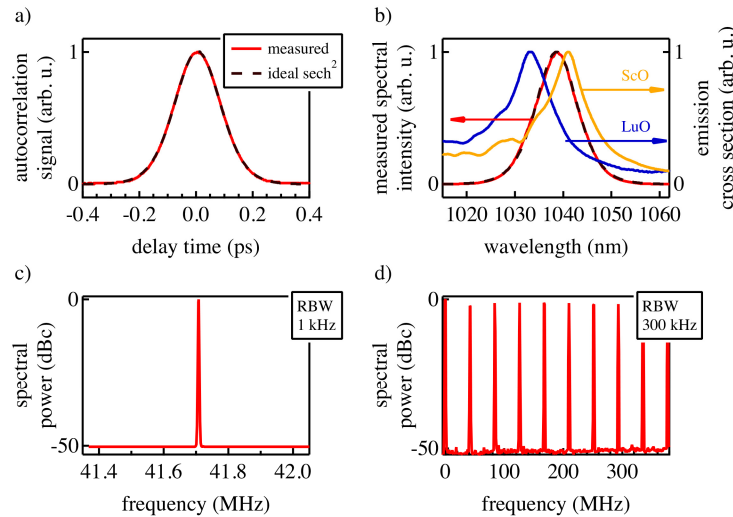 a)
autocorrelation
signal (arb. u.)
1
0
measured
ideal sech²
-0.4 -0.2 0.0 0.2 0.4
delay time (ps)
b)
measured spectral
intensity (arb. u.)
1
0
ScO
LuO
1
0
emission
cross section (arb. u.)
1020 1030 1040 1050 1060
wavelength (nm)
c)
spectral
power (dBc)
0
-50
RBW
1 kHz
41.4 41.6 41.8 42.0
frequency (MHz)
d)
spectral
power (dBc)
0
-50
RBW
300 kHz
0 100 200 300
frequency (MHz)